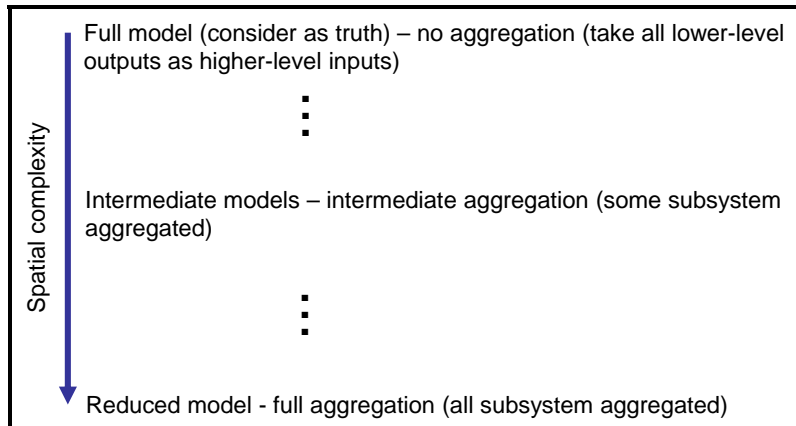 Full model (consider as truth) – no aggregation (take all lower-level
outputs as higher-level inputs)
Spatial complexity
Intermediate models – intermediate aggregation (some subsystem
aggregated)
Reduced model - full aggregation (all subsystem aggregated)